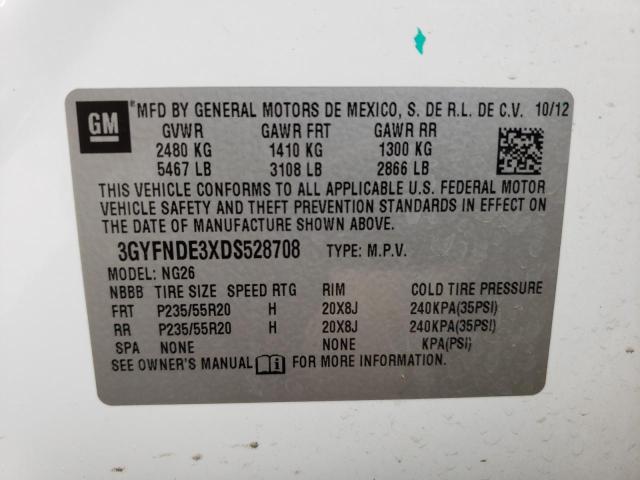 GM MFD BY GENERAL MOTORS DE MEXICO, S. DE R.L. DE C.V. 10/12
GVWR GAWR FRT GAWR RR
2480 KG 1410 KG 1300 KG
5467 LB 3108 LB 2866 LB
THIS VEHICLE CONFORMS TO ALL APPLICABLE U.S. FEDERAL MOTOR
VEHICLE SAFETY AND THEFT PREVENTION STANDARDS IN EFFECT ON
THE DATE OF MANUFACTURE SHOWN ABOVE.
3GYFNDE3XDS528708 TYPE: M.P.V.
MODEL: NG26
NBBB TIRE SIZE SPEED RTG RIM COLD TIRE PRESSURE
FRT P235/55R20 H 20X8J 240KPA(35PSI)
RR P235/55R20 H 20X8J 240KPA(35PSI)
SPA NONE NONE KPA(PSI)
SEE OWNER'S MANUAL FOR MORE INFORMATION.